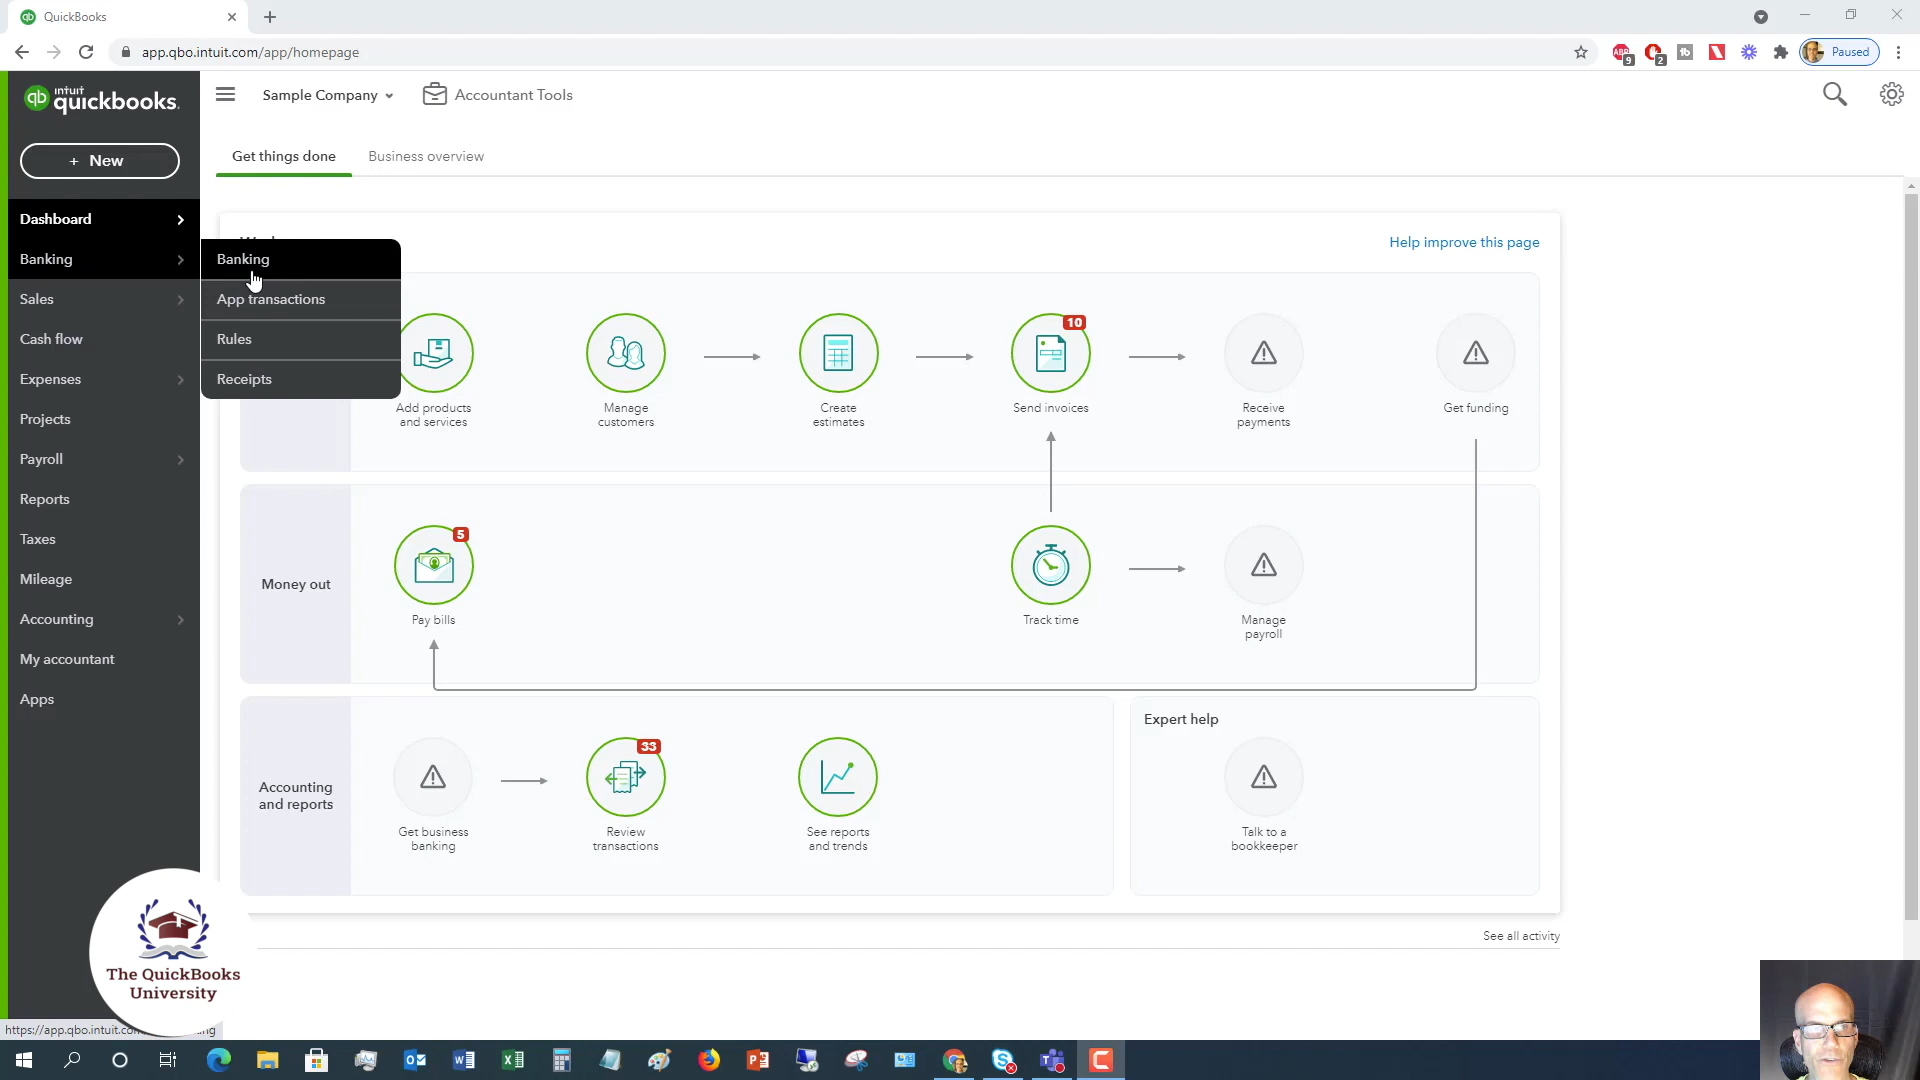 QuickBooks
app.qbo.intuit.com/app/homepage
9
2
Paused
intuit
quickbooks.
Sample Company
Accountant Tools
+ New
Get things done
Business overview
Dashboard
Banking
Sales
Cash flow
Expenses
Projects
Payroll
Reports
Taxes
Mileage
Accounting
My accountant
Apps
Banking
App transactions
Rules
Receipts
Help improve this page
Add products
and services
Manage
customers
Create
estimates
10
Send invoices
Receive
payments
Get funding
Money out
5
Pay bills
Track time
Manage
payroll
Accounting
and reports
Get business
banking
33
Review
transactions
See reports
and trends
Expert help
Talk to a
bookkeeper
See all activity
The QuickBooks
University